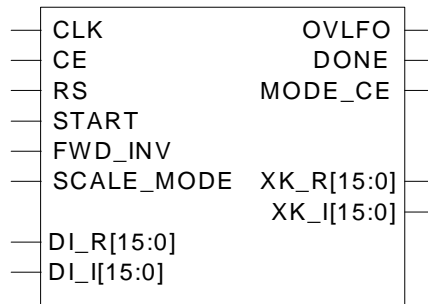 CLK OVLFO
CE DONE
RS MODE_CE
START
FWD_INV
SCALE_MODE XK_R[15:0]
XK_I[15:0]
DI_R[15:0]
DI_I[15:0]